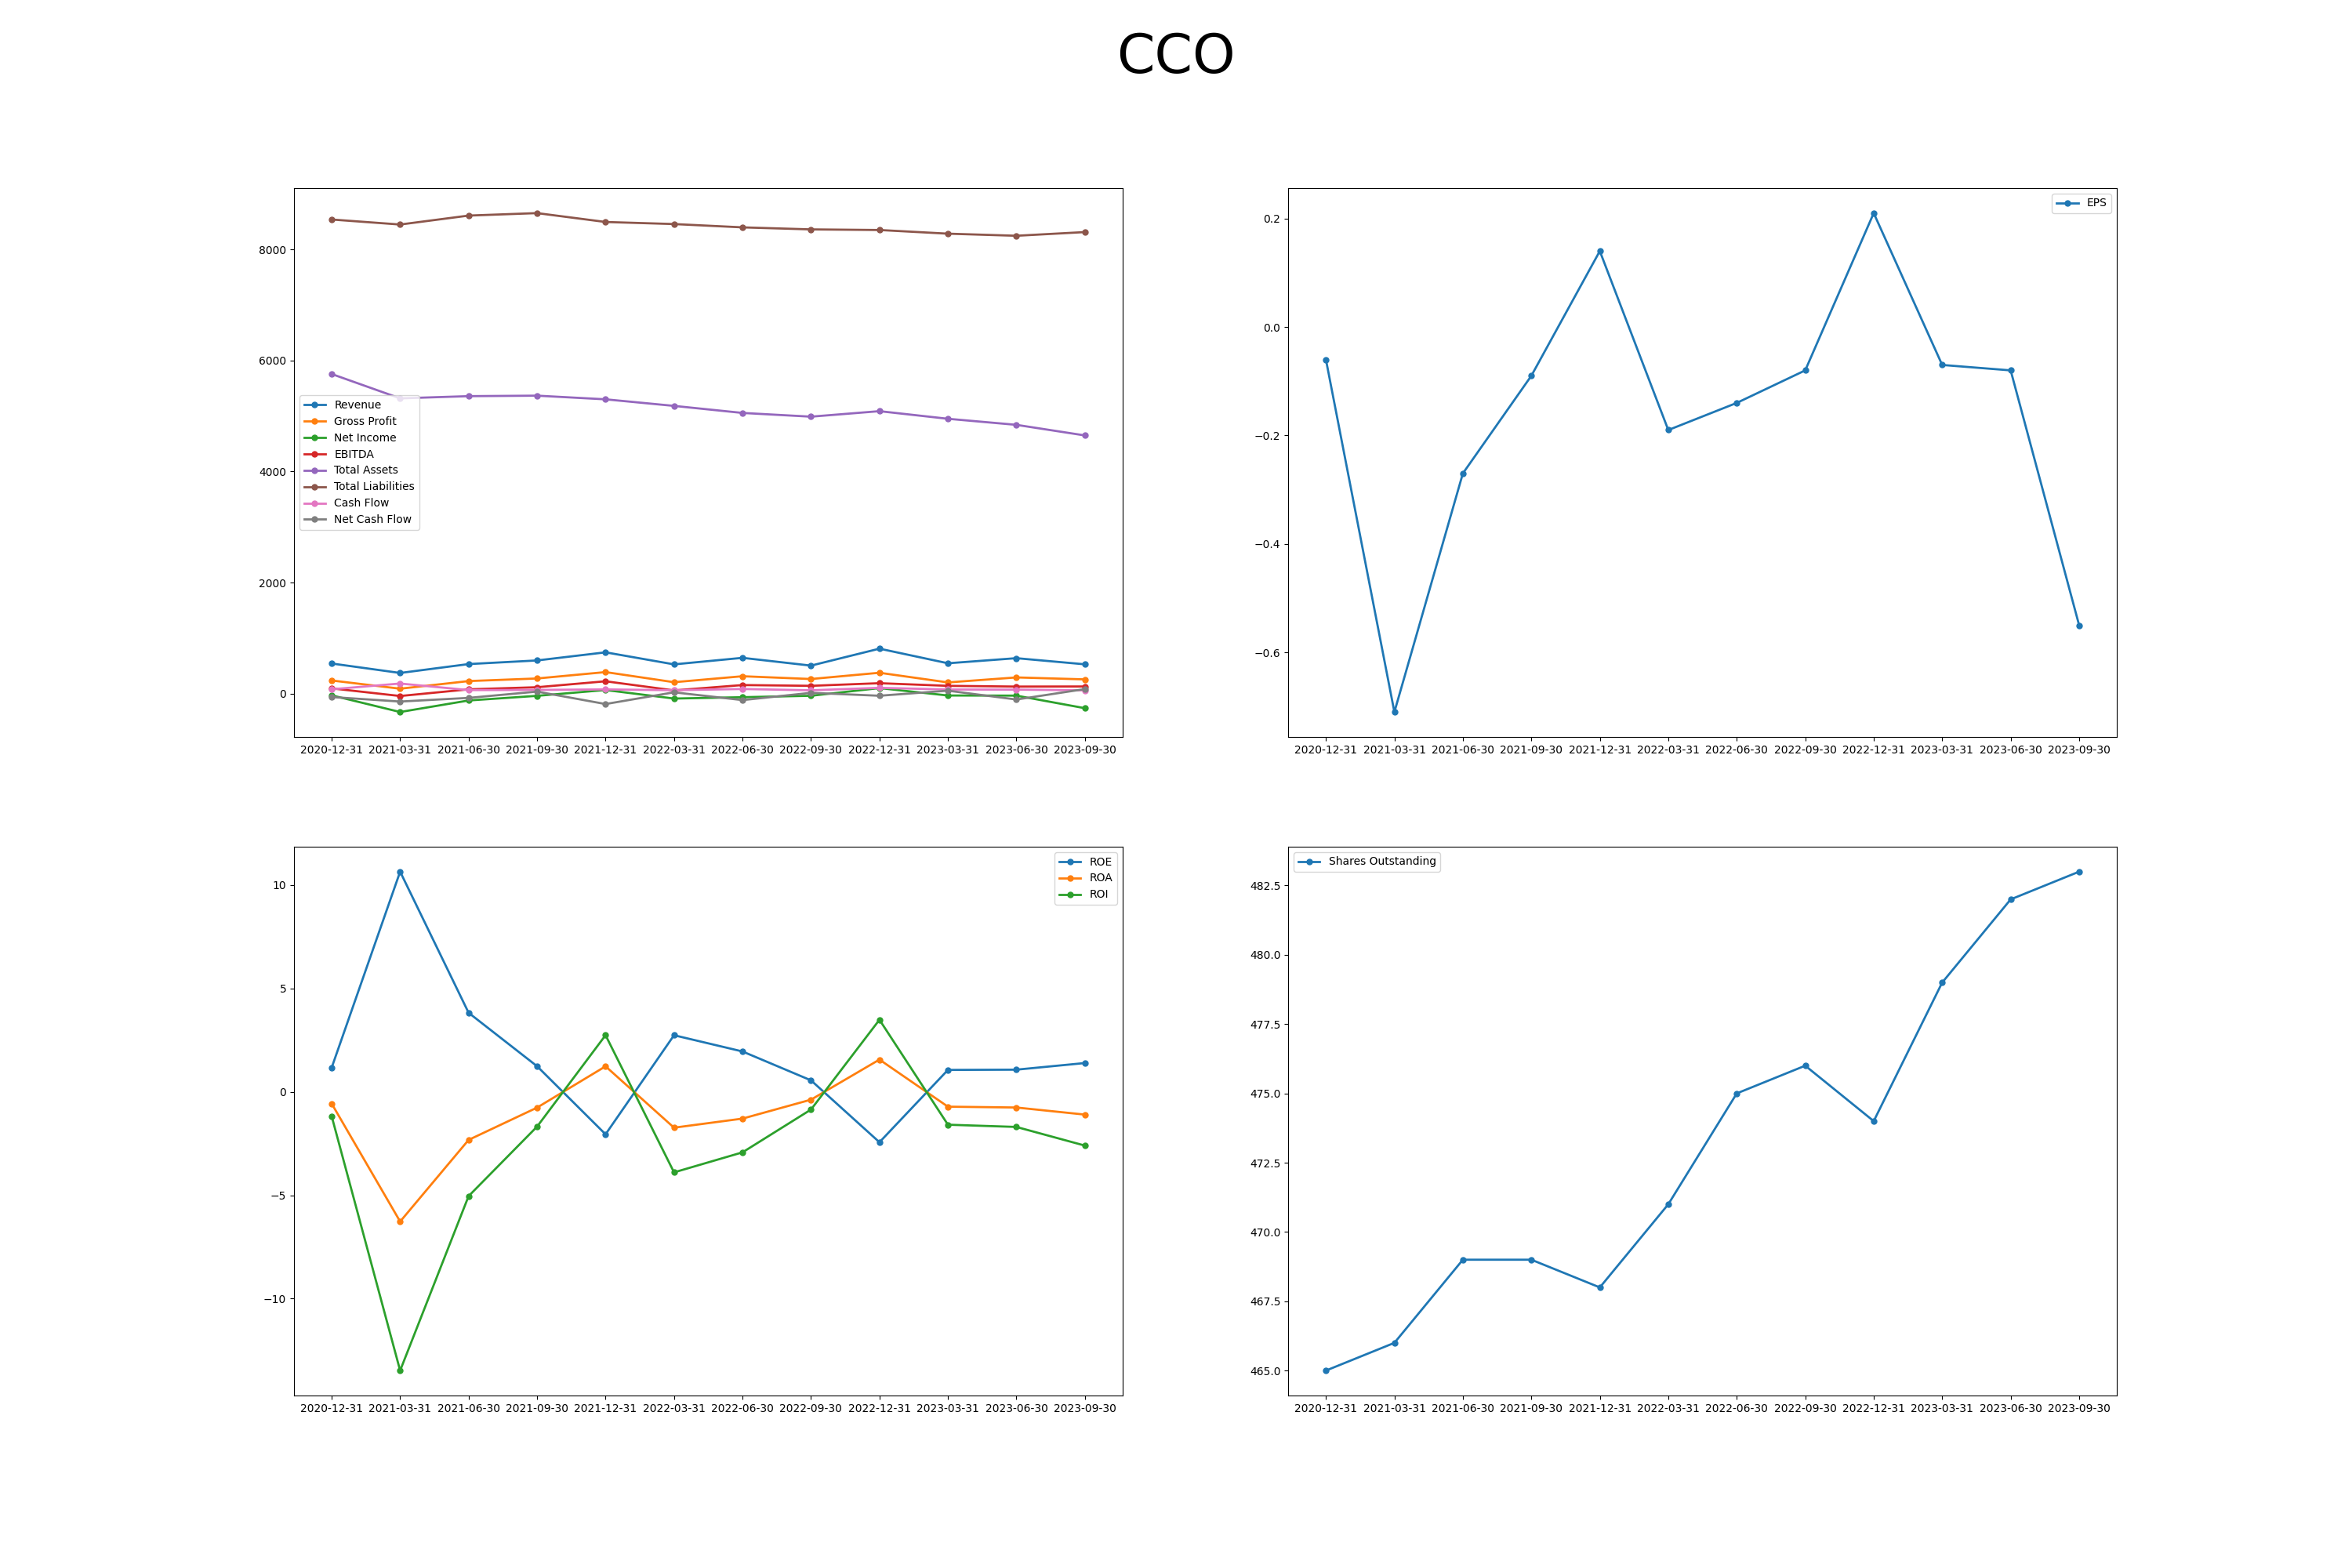 CCO
8000
6000
4000
2000
0
Revenue
Gross Profit
Net Income
EBITDA
Total Assets
Total Liabilities
Cash Flow
Net Cash Flow
2020-12-31 2021-03-31 2021-06-30 2021-09-30 2021-12-31 2022-03-31 2022-06-30 2022-09-30 2022-12-31 2023-03-31 2023-06-30 2023-09-30
EPS
0.2
0.0
−0.2
−0.4
−0.6
2020-12-31 2021-03-31 2021-06-30 2021-09-30 2021-12-31 2022-03-31 2022-06-30 2022-09-30 2022-12-31 2023-03-31 2023-06-30 2023-09-30
ROE
ROA
ROI
10
5
0
−5
−10
2020-12-31 2021-03-31 2021-06-30 2021-09-30 2021-12-31 2022-03-31 2022-06-30 2022-09-30 2022-12-31 2023-03-31 2023-06-30 2023-09-30
Shares Outstanding
482.5
480.0
477.5
475.0
472.5
470.0
467.5
465.0
2020-12-31 2021-03-31 2021-06-30 2021-09-30 2021-12-31 2022-03-31 2022-06-30 2022-09-30 2022-12-31 2023-03-31 2023-06-30 2023-09-30